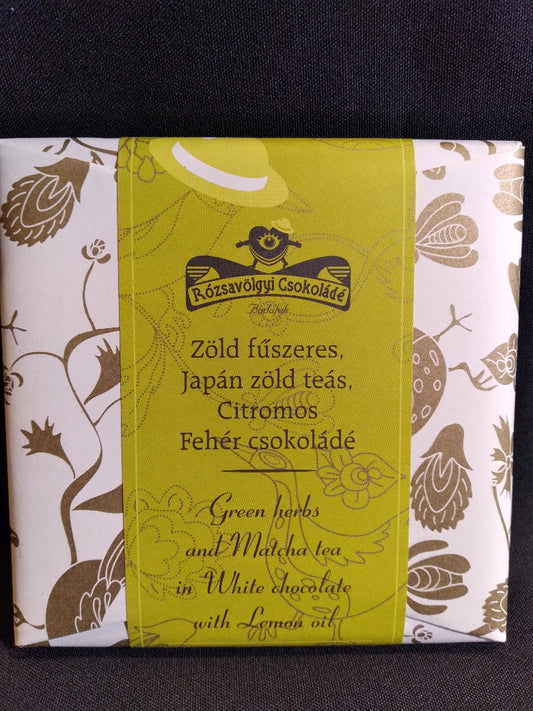 Rózsavölgyi Csokoládé
Budafok
Zöld fűszeres,
Japán zöld teás,
Citromos
Fehér csokoládé
Green herbs
and Matcha tea
in White chocolate
with Lemon oil